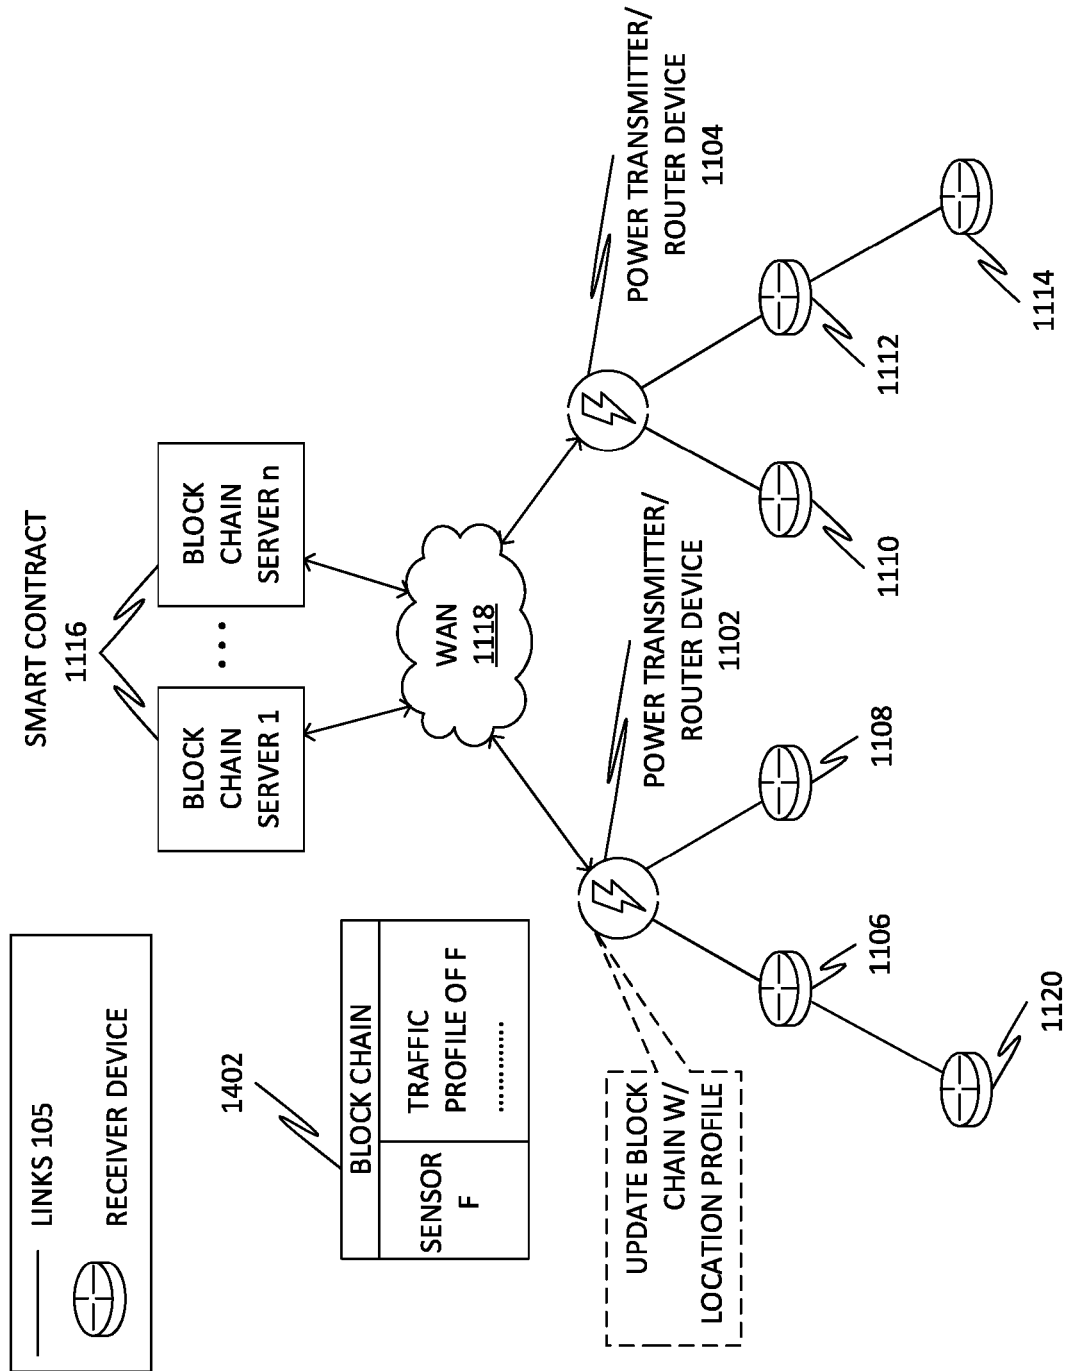 LINKS 105
RECEIVER DEVICE
1402
BLOCK CHAIN
SENSOR
F
TRAFFIC
PROFILE OF F
............
UPDATE BLOCK
CHAIN W/
LOCATION PROFILE
SMART CONTRACT
1116
BLOCK
CHAIN
SERVER 1
...
BLOCK
CHAIN
SERVER n
WAN
1118
POWER TRANSMITTER/
ROUTER DEVICE
1102
POWER TRANSMITTER/
ROUTER DEVICE
1104
1106
1108
1120
1110
1112
1114